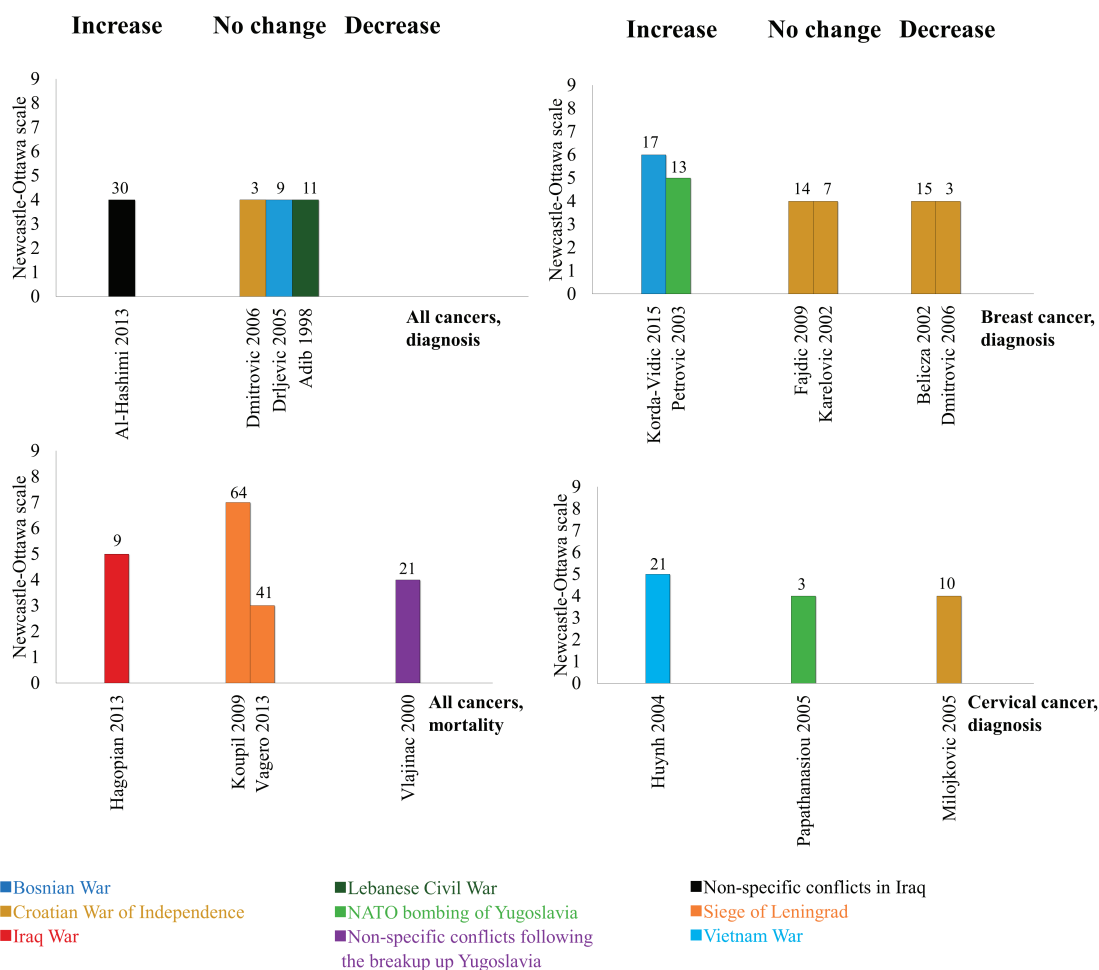 Increase No change Decrease
Newcastle-Ottawa scale
9
8
7
6
5
4
3
2
1
0
30 3 9 11
Al-Hashimi 2013
Dmitrovic 2006
Drljevic 2005
Adib 1998
All cancers,
diagnosis
Increase No change Decrease
Newcastle-Ottawa scale
9
8
7
6
5
4
3
2
1
0
17 13 14 7 15 3
Korda-Vidic 2015
Petrovic 2003
Fajdic 2009
Karelovic 2002
Belicza 2002
Dmitrovic 2006
Breast cancer,
diagnosis
Newcastle-Ottawa scale
9
8
7
6
5
4
3
2
1
0
9 64 41 21
Hagopian 2013
Koupil 2009
Vagero 2013
Vlajinac 2000
All cancers,
mortality
Newcastle-Ottawa scale
9
8
7
6
5
4
3
2
1
0
21 3 10
Huynh 2004
Papathanasiou 2005
Milojkovic 2005
Cervical cancer,
diagnosis
Bosnian War
Croatian War of Independence
Iraq War
Lebanese Civil War
NATO bombing of Yugoslavia
Non-specific conflicts following
the breakup up Yugoslavia
Non-specific conflicts in Iraq
Siege of Leningrad
Vietnam War